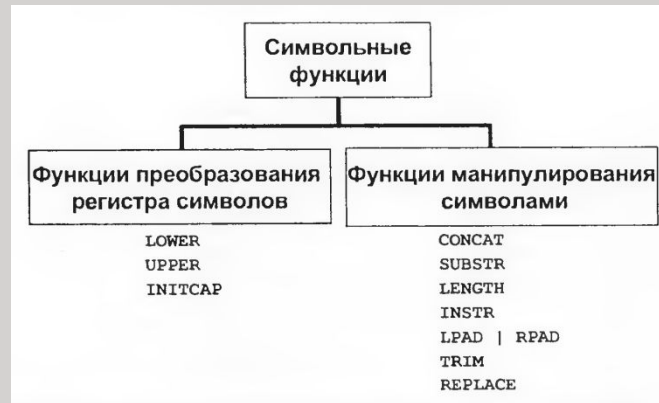 Символьные
функции
Функции преобразования
регистра символов
LOWER
UPPER
INITCAP
Функции манипулирования
символами
CONCAT
SUBSTR
LENGTH
INSTR
LPAD | RPAD
TRIM
REPLACE